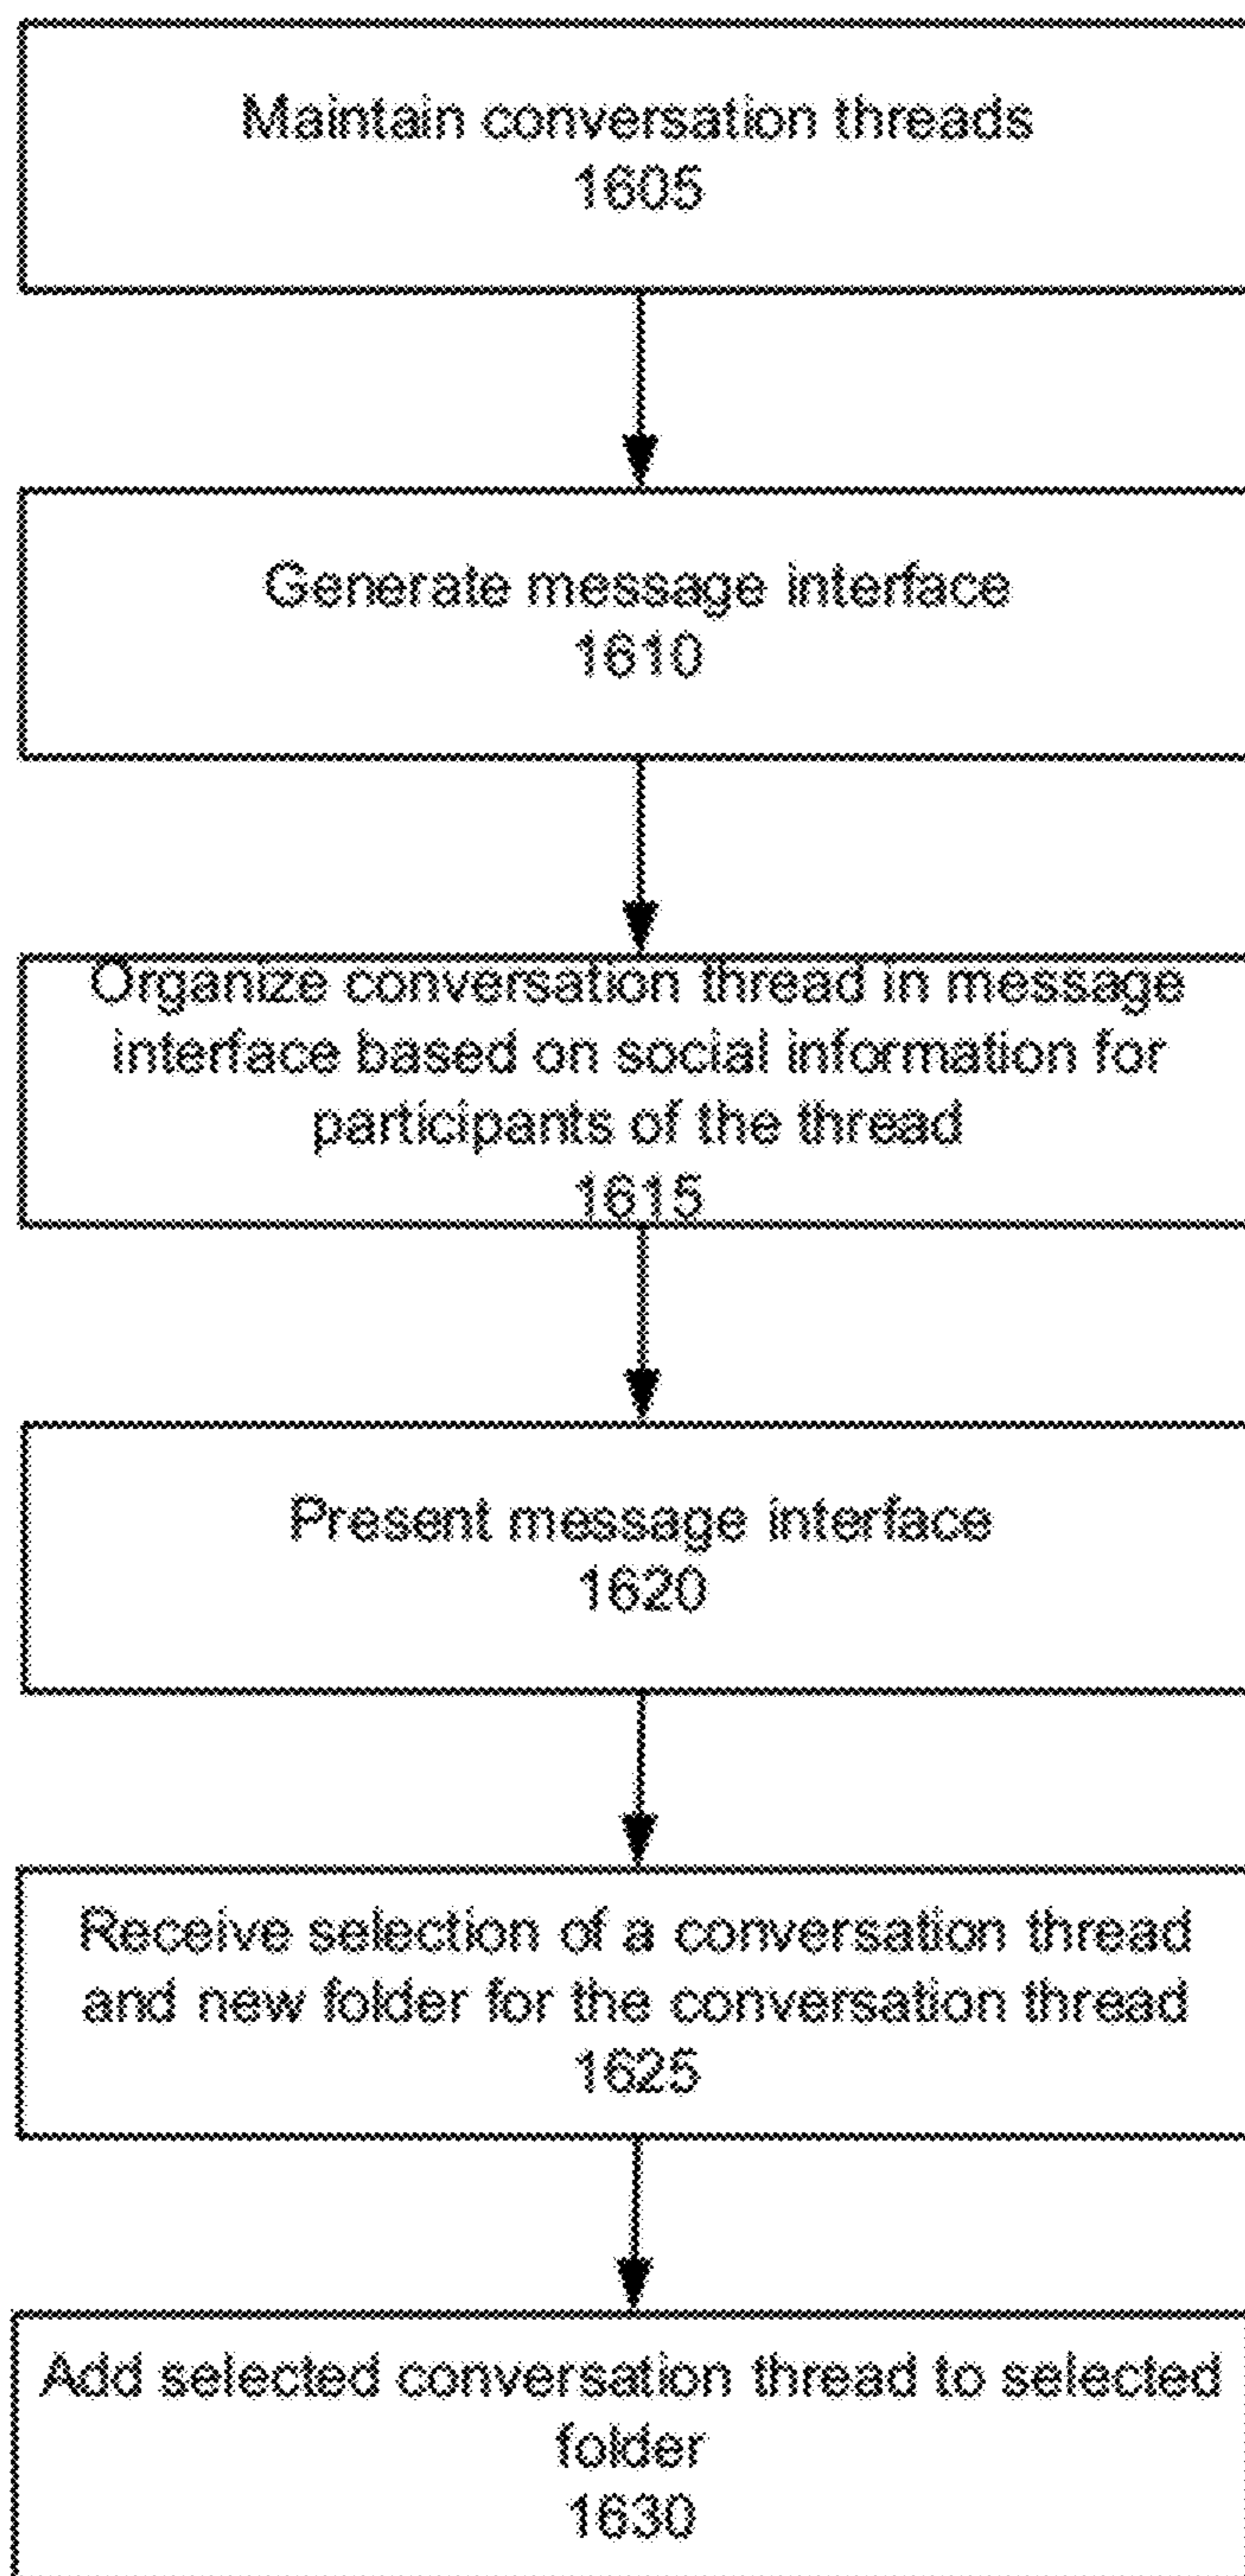 Maintain conversation threads
1605
Generate message interface
1610
Organize conversation thread in message
interface based on social information for
participants of the thread
1615
Present message interface
1620
Receive selection of a conversation thread
and new folder for the conversation thread
1625
Add selected conversation thread to selected
folder
1630